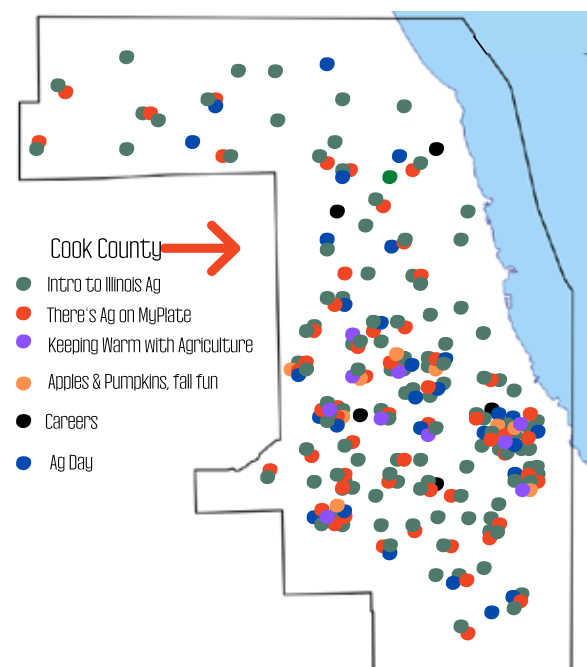 Cook County
Intro to Illinois Ag
There's Ag on MyPlate
Keeping Warm with Agriculture
Apples & Pumpkins, fall fun
Careers
Ag Day